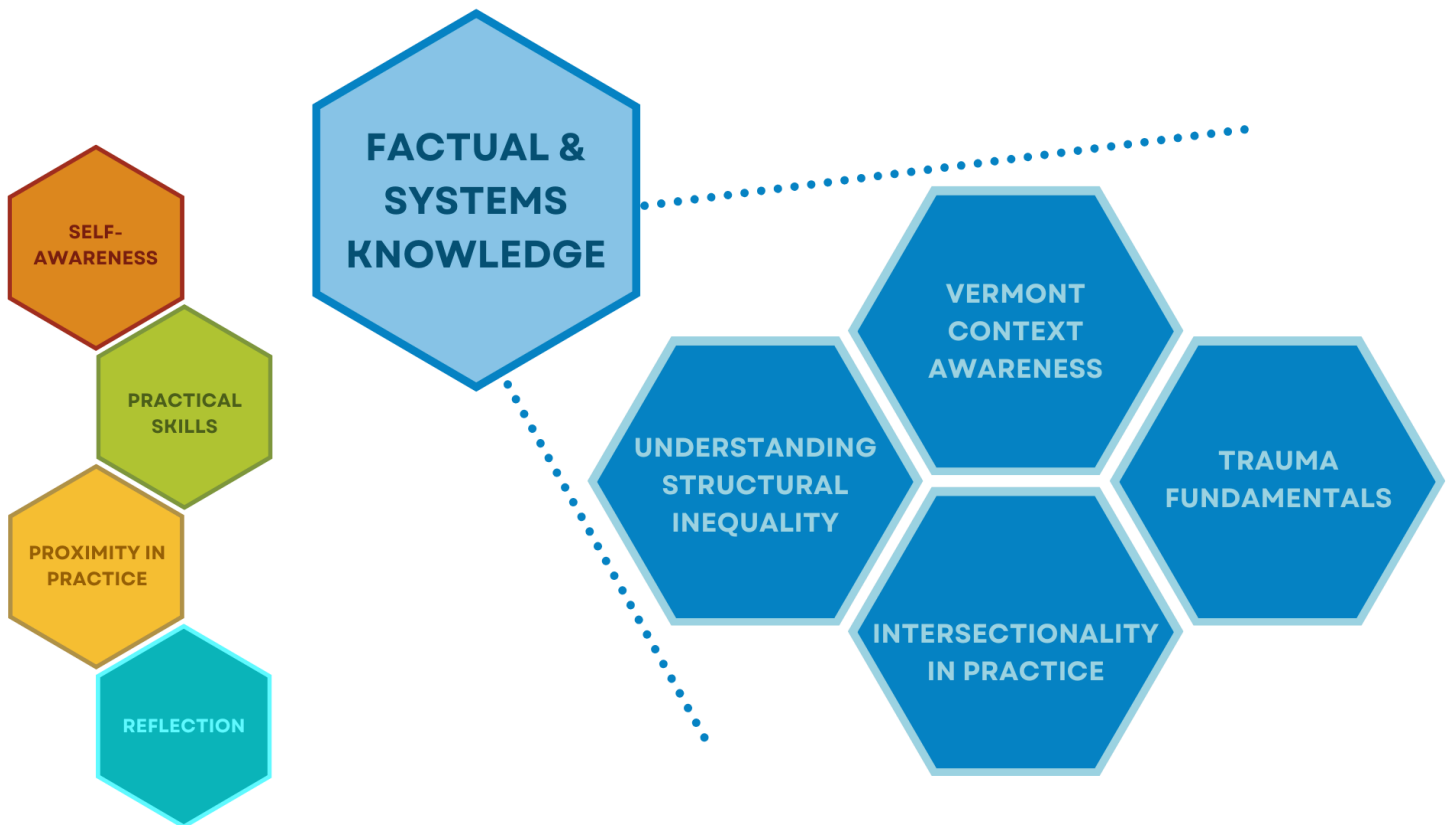 FACTUAL &
SYSTEMS
KNOWLEDGE
SELF-
AWARENESS
PRACTICAL
SKILLS
PROXIMITY IN
PRACTICE
REFLECTION
VERMONT
CONTEXT
AWARENESS
UNDERSTANDING
STRUCTURAL
INEQUALITY
TRAUMA
FUNDAMENTALS
INTERSECTIONALITY
IN PRACTICE